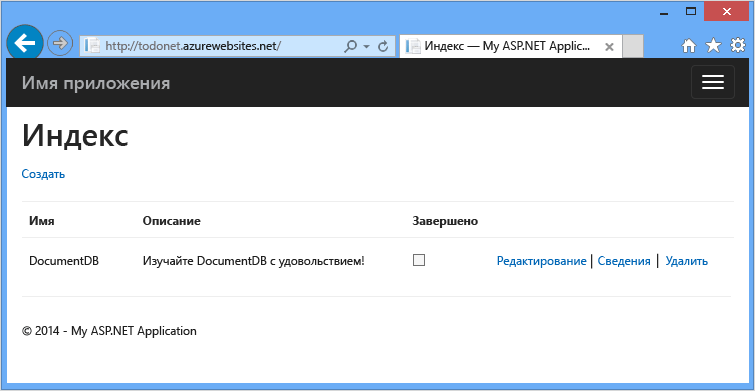 http://todonet.azurewebsites.net/
Индекс — My ASP.NET Applic...
Имя приложения
Индекс
Создать
Имя Описание Завершено
DocumentDB Изучайте DocumentDB с удовольствием! Редактирование | Сведения | Удалить
© 2014 - My ASP.NET Application